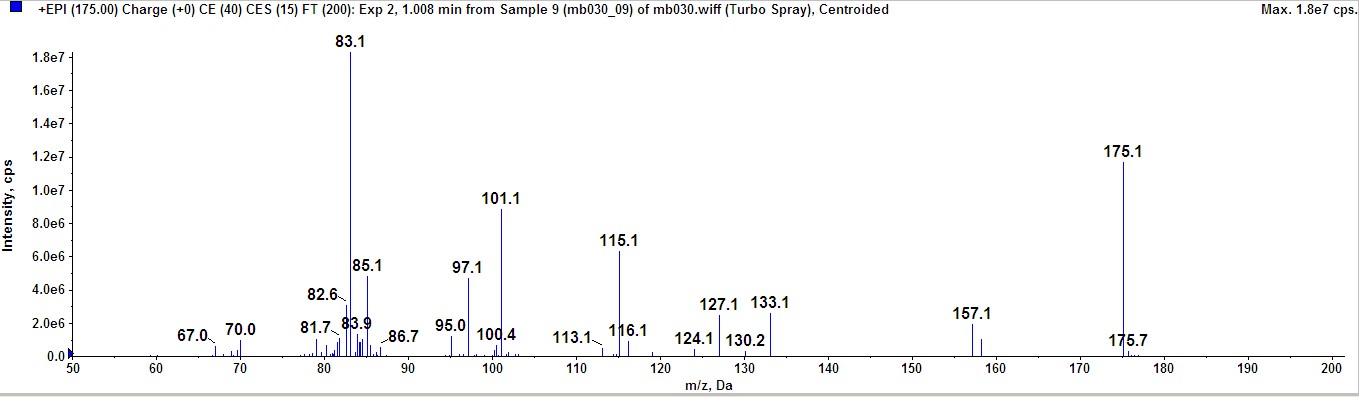 +EPI (175.00) Charge (+0) CE (40) CES (15) FT (200): Exp 2, 1.008 min from Sample 9 (mb030_09) of mb030.wiff (Turbo Spray), Centroided
Max. 1.8e7 cps.
Intensity, cps
1.8e7
1.6e7
1.4e7
1.2e7
1.0e7
8.0e6
6.0e6
4.0e6
2.0e6
0.0
67.0
70.0
81.7
82.6
83.1
83.9
85.1
86.7
95.0
97.1
100.4
101.1
113.1
115.1
116.1
124.1
127.1
130.2
133.1
157.1
175.1
175.7
50 60 70 80 90 100 110 120 130 140 150 160 170 180 190 200
m/z, Da